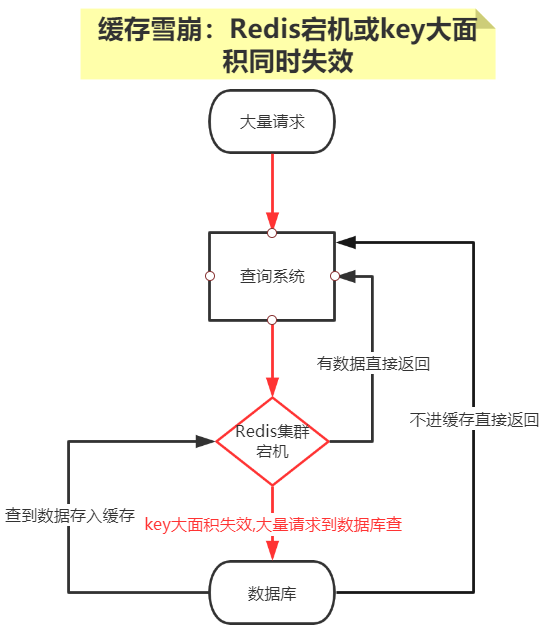 缓存雪崩：Redis宕机或key大面
积同时失效
大量请求
查询系统
有数据直接返回
不进缓存直接返回
Redis集群
宕机
查到数据存入缓存
key大面积失效,大量请求到数据库查
数据库